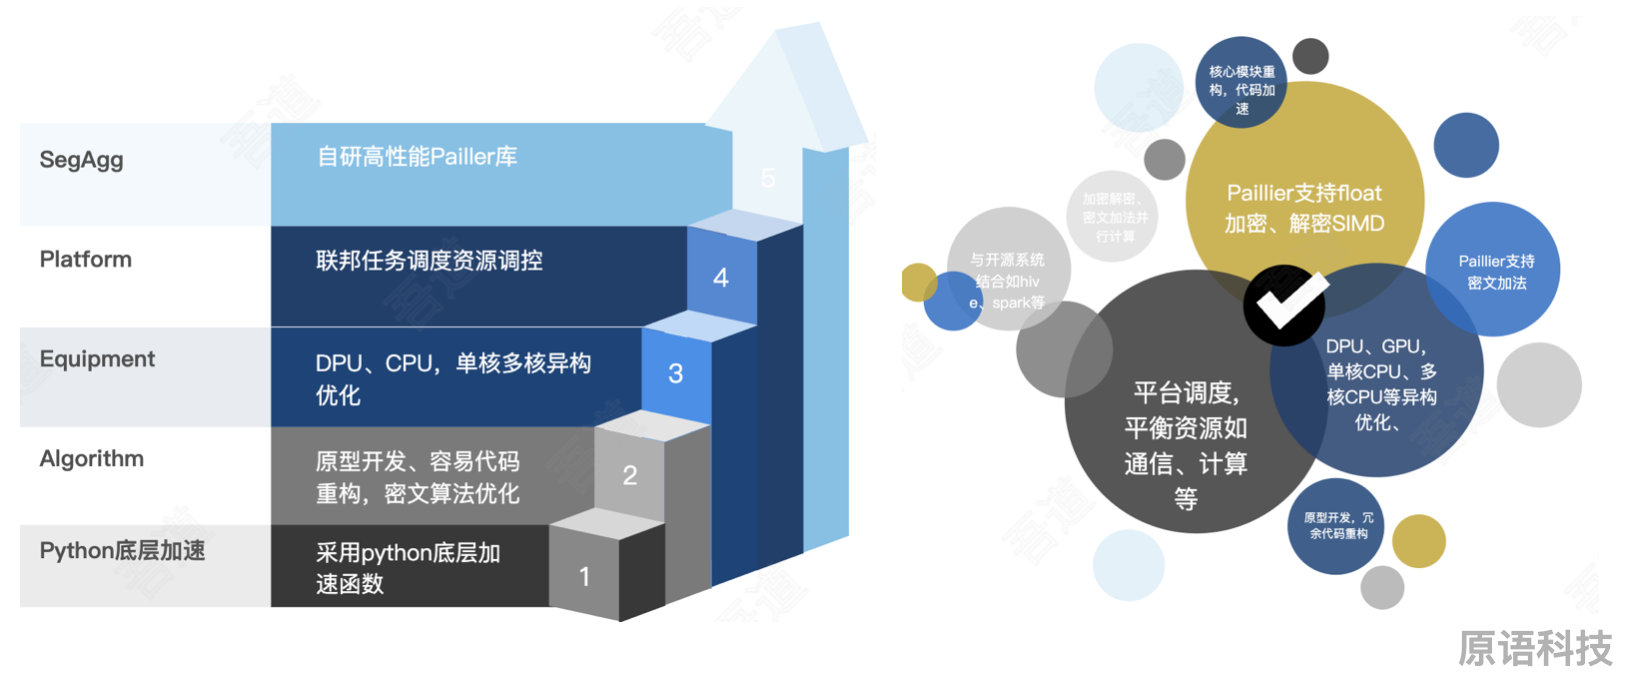 SegAgg
自研高性能Pailler库
5
Platform
联邦任务调度资源调控
4
Equipment
DPU、CPU，单核多核异构
优化
3
Algorithm
原型开发、容易代码
重构，密文算法优化
2
Python底层加速
采用python底层加
速函数
1
核心模块重
构，代码加
速
Paillier支持float
加密、解密SIMD
加密解密、
密文加法并
行计算
与开源系统
结合如hiv
e、spark等
Paillier支持
密文加法
平台调度，
平衡资源如
通信、计算
等
DPU、GPU，
单核CPU、多
核CPU等异构
优化、
原型开发，冗
余代码重构
吾道
原语科技